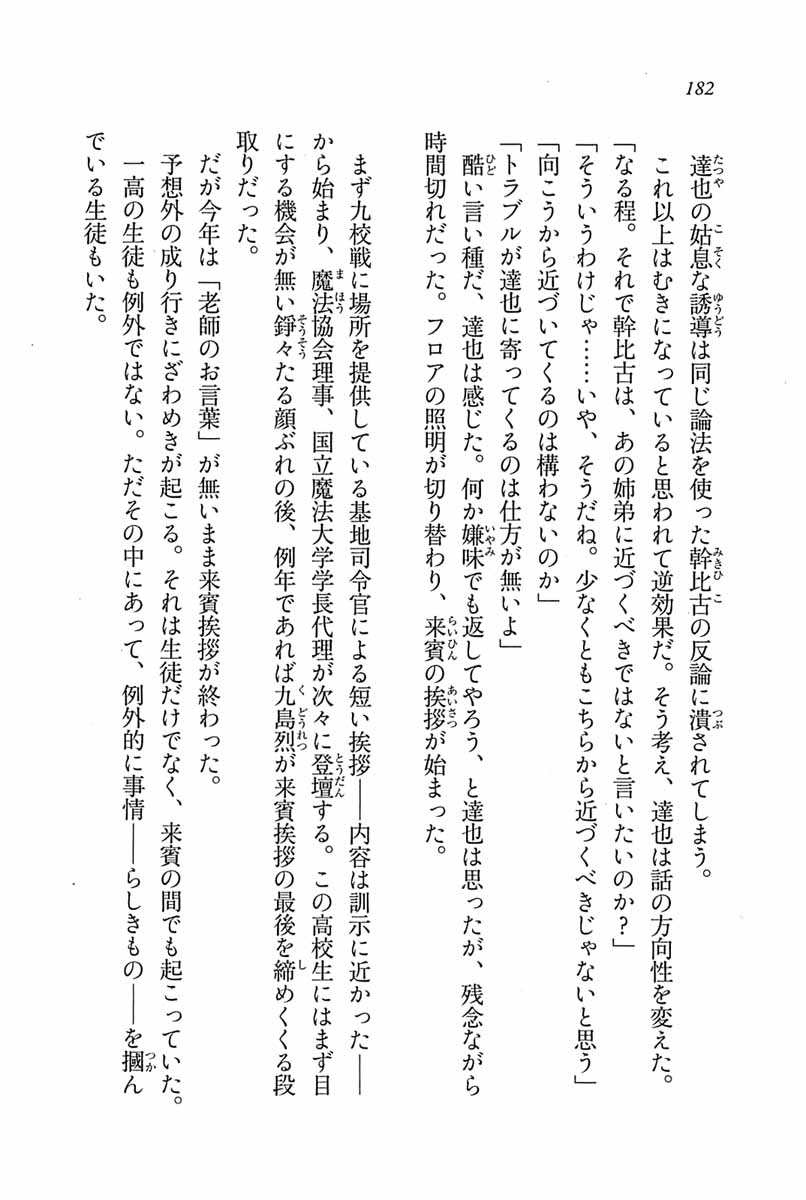 182
達也の姑息な誘導は同じ論法を使った幹比古の反論に潰されてしまう。
これ以上はむきになっていると思われて逆効果だ。そう考え、達也は話の方向性を変えた。
「なる程。それで幹比古は、あの姉弟に近づくべきではないと言いたいのか?」
「そういうわけじゃ……いや、そうだね。少なくともこちらから近づくべきじゃないと思う」
「向こうから近づいてくるのは構わないのか」
「トラブルが達也に寄ってくるのは仕方が無いよ」
酷い言い種だ、達也は感じた。何か嫌味でも返してやろう、と達也は思ったが、残念ながら
時間切れだった。フロアの照明が切り替わり、来賓の挨拶が始まった。
まず九校戦に場所を提供している基地司令官による短い挨拶――内容は訓示に近かった――
から始まり、魔法協会理事、国立魔法大学学長代理が次々に登壇する。この高校生にはまず目
にする機会が無い錚々たる顔ぶれの後、例年であれば九島烈が来賓挨拶の最後を締めくくる段
取りだった。
だが今年は「老師のお言葉」が無いまま来賓挨拶が終わった。
予想外の成り行きにざわめきが起こる。それは生徒だけでなく、来賓の間でも起こっていた。
一高の生徒も例外ではない。ただその中にあって、例外的に事情――らしきもの――を摑ん
でいる生徒もいた。